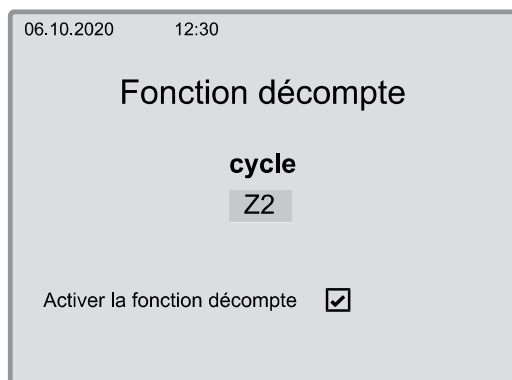 06.10.2020 12:30
Fonction décompte
cycle
Z2
Activer la fonction décompte